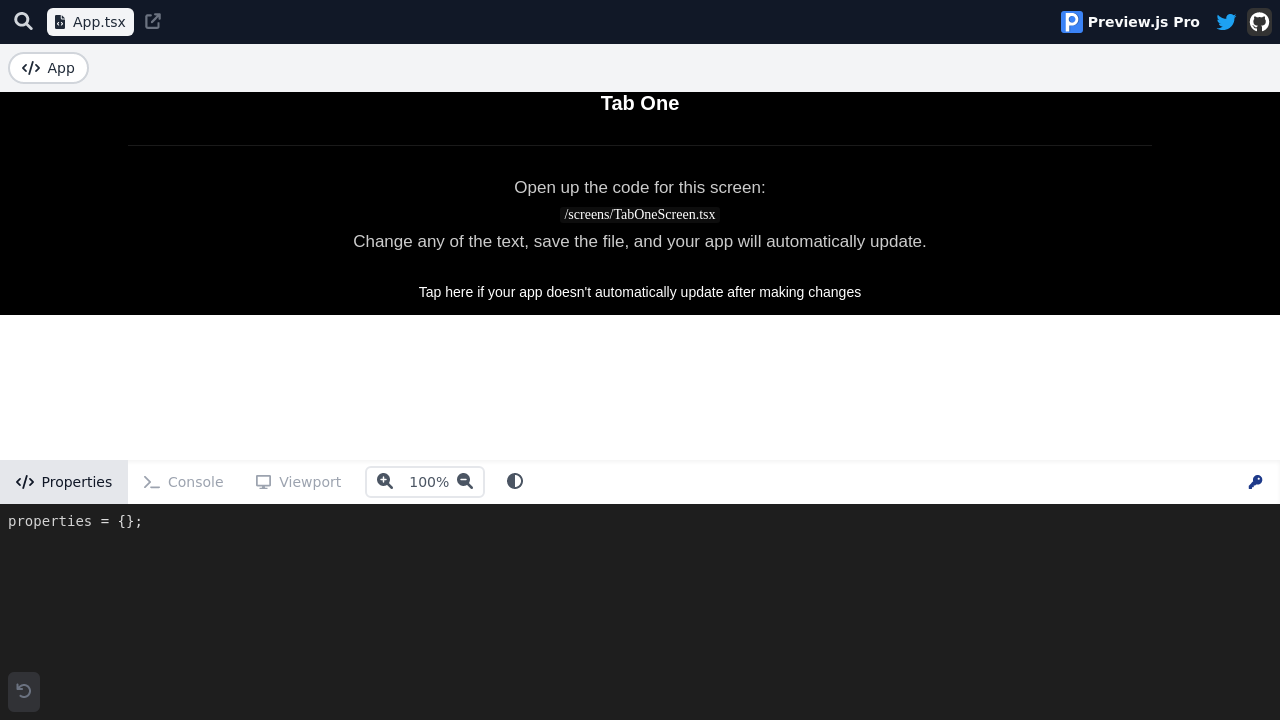 App.tsx
Preview.js Pro
App
Tab One
Open up the code for this screen:
/screens/TabOneScreen.tsx
Change any of the text, save the file, and your app will automatically update.
Tap here if your app doesn't automatically update after making changes
Properties
Console
Viewport
100%
properties = {};